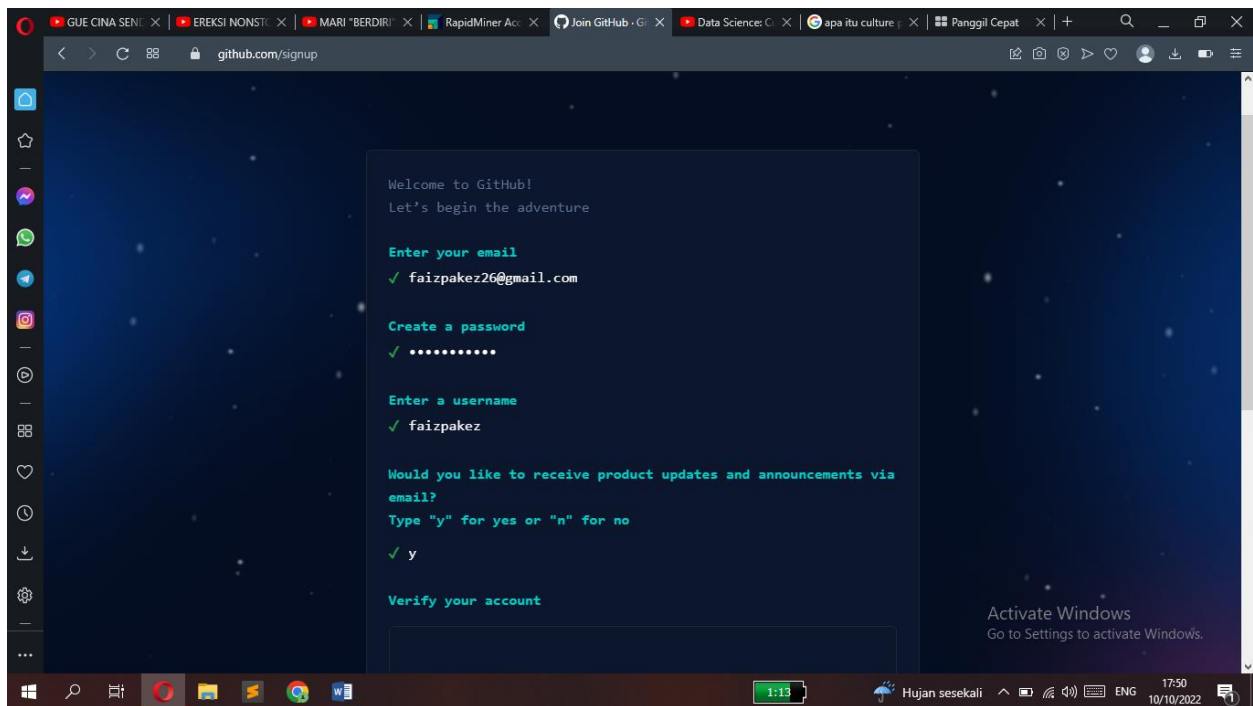 GUE CINA SEND
EREKSI NONSTO
MARI "BERDIRI"
RapidMiner Acc
Join GitHub · Gi
Data Science: C
apa itu culture
Panggil Cepat
github.com/signup
Welcome to GitHub!
Let's begin the adventure
Enter your email
✓ faizpakez26@gmail.com
Create a password
✓ •••••••••••
Enter a username
✓ faizpakez
Would you like to receive product updates and announcements via
email?
Type "y" for yes or "n" for no
✓ y
Verify your account
Activate Windows
Go to Settings to activate Windows.
1:13
Hujan sesekali
ENG
17:50
10/10/2022